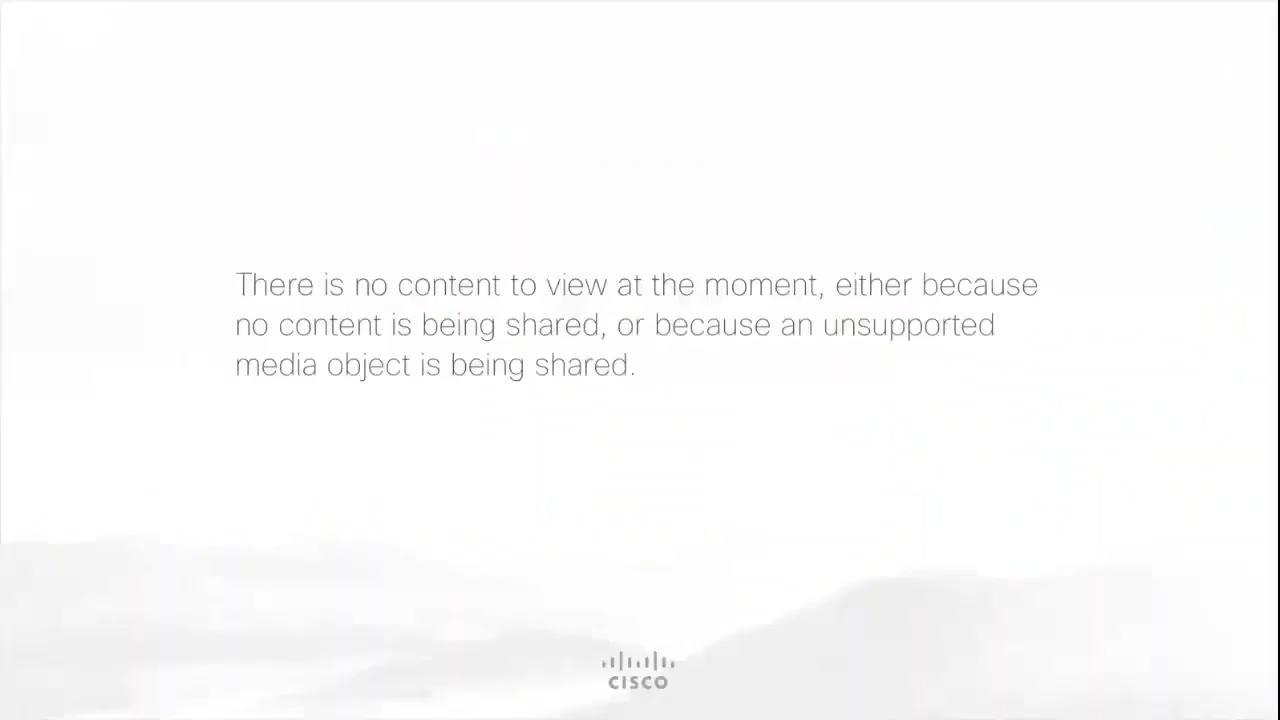 There is no content to view at the moment, either because
no content is being shared, or because an unsupported
media object is being shared.
CISCO